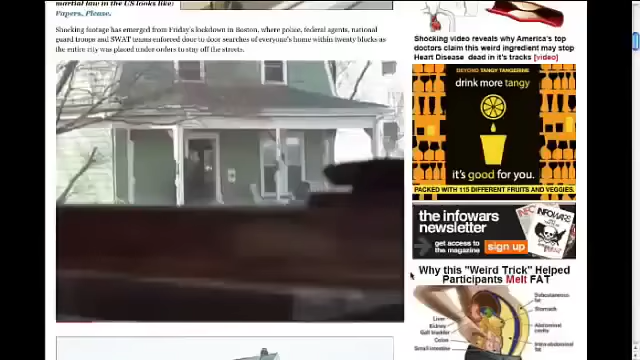 martial law in the US looks like:
Papers, Please.
Shocking footage has emerged from Friday's lockdown in Boston, where police, federal agents, national
guard troops and SWAT teams enforced door to door searches of everyone's home within twenty blocks as
the entire city was placed under orders to stay off the streets.
Shocking video reveals why America's top
doctors claim this weird ingredient may stop
Heart Disease dead in it's tracks [video]
BEYOND TANGY TANGERINE
drink more tangy
it's good for you.
PACKED WITH 115 DIFFERENT FRUITS AND VEGGIES.
the infowars
newsletter
get access to
the magazine
sign up
INFOWARS
Why this "Weird Trick" Helped
Participants Melt FAT
Subcutaneous
fat
Stomach
Liver
Kidney
Gall bladder
Colon
Small intestine
Abdominal
cavity
Intra-abdominal
fat